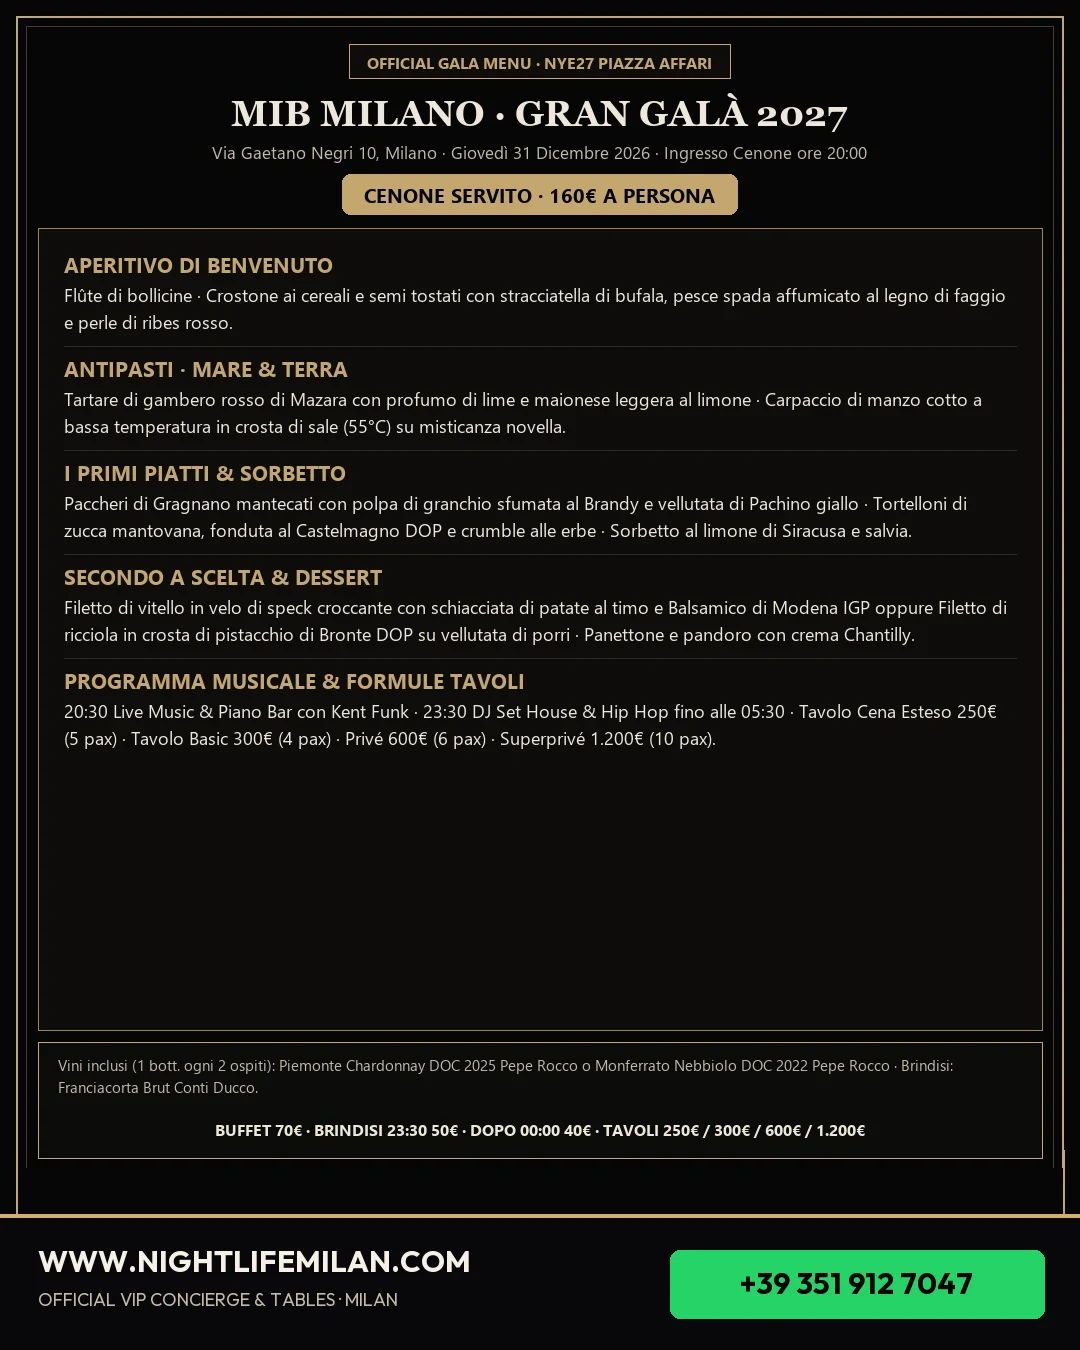 OFFICIAL GALA MENU · NYE27 PIAZZA AFFARI
MIB MILANO · GRAN GALÀ 2027
Via Gaetano Negri 10, Milano · Giovedì 31 Dicembre 2026 · Ingresso Cenone ore 20:00
CENONE SERVITO · 160€ A PERSONA
APERITIVO DI BENVENUTO
Flûte di bollicine · Crostone ai cereali e semi tostati con stracciatella di bufala, pesce spada affumicato al legno di faggio
e perle di ribes rosso.
ANTIPASTI · MARE & TERRA
Tartare di gambero rosso di Mazara con profumo di lime e maionese leggera al limone · Carpaccio di manzo cotto a
bassa temperatura in crosta di sale (55°C) su misticanza novella.
I PRIMI PIATTI & SORBETTO
Paccheri di Gragnano mantecati con polpa di granchio sfumata al Brandy e vellutata di Pachino giallo · Tortelloni di
zucca mantovana, fonduta al Castelmagno DOP e crumble alle erbe · Sorbetto al limone di Siracusa e salvia.
SECONDO A SCELTA & DESSERT
Filetto di vitello in velo di speck croccante con schiacciata di patate al timo e Balsamico di Modena IGP oppure Filetto di
ricciola in crosta di pistacchio di Bronte DOP su vellutata di porri · Panettone e pandoro con crema Chantilly.
PROGRAMMA MUSICALE & FORMULE TAVOLI
20:30 Live Music & Piano Bar con Kent Funk · 23:30 DJ Set House & Hip Hop fino alle 05:30 · Tavolo Cena Esteso 250€
(5 pax) · Tavolo Basic 300€ (4 pax) · Privé 600€ (6 pax) · Superprivé 1.200€ (10 pax).
Vini inclusi (1 bott. ogni 2 ospiti): Piemonte Chardonnay DOC 2025 Pepe Rocco o Monferrato Nebbiolo DOC 2022 Pepe Rocco · Brindisi:
Franciacorta Brut Conti Ducco.
BUFFET 70€ · BRINDISI 23:30 50€ · DOPO 00:00 40€ · TAVOLI 250€ / 300€ / 600€ / 1.200€
WWW.NIGHTLIFEMILAN.COM
OFFICIAL VIP CONCIERGE & TABLES · MILAN
+39 351 912 7047